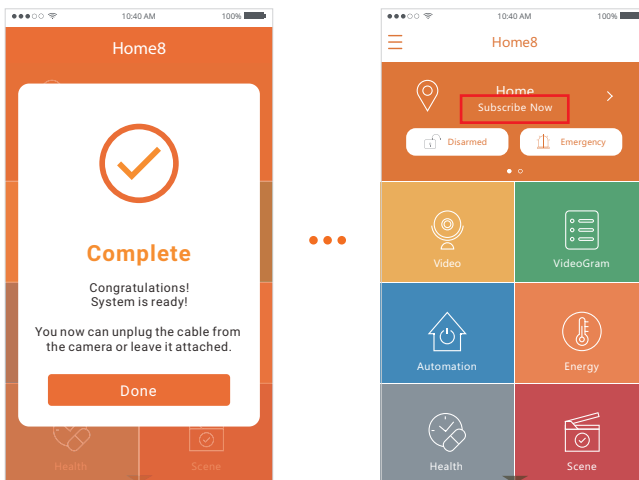 10:40 AM
100%
Home8
Complete
Congratulations!
System is ready!
You now can unplug the cable from
the camera or leave it attached.
Done
Health
Scene
10:40 AM
100%
Home8
Home
Subscribe Now
Disarmed
Emergency
Video
VideoGram
Automation
Energy
Health
Scene